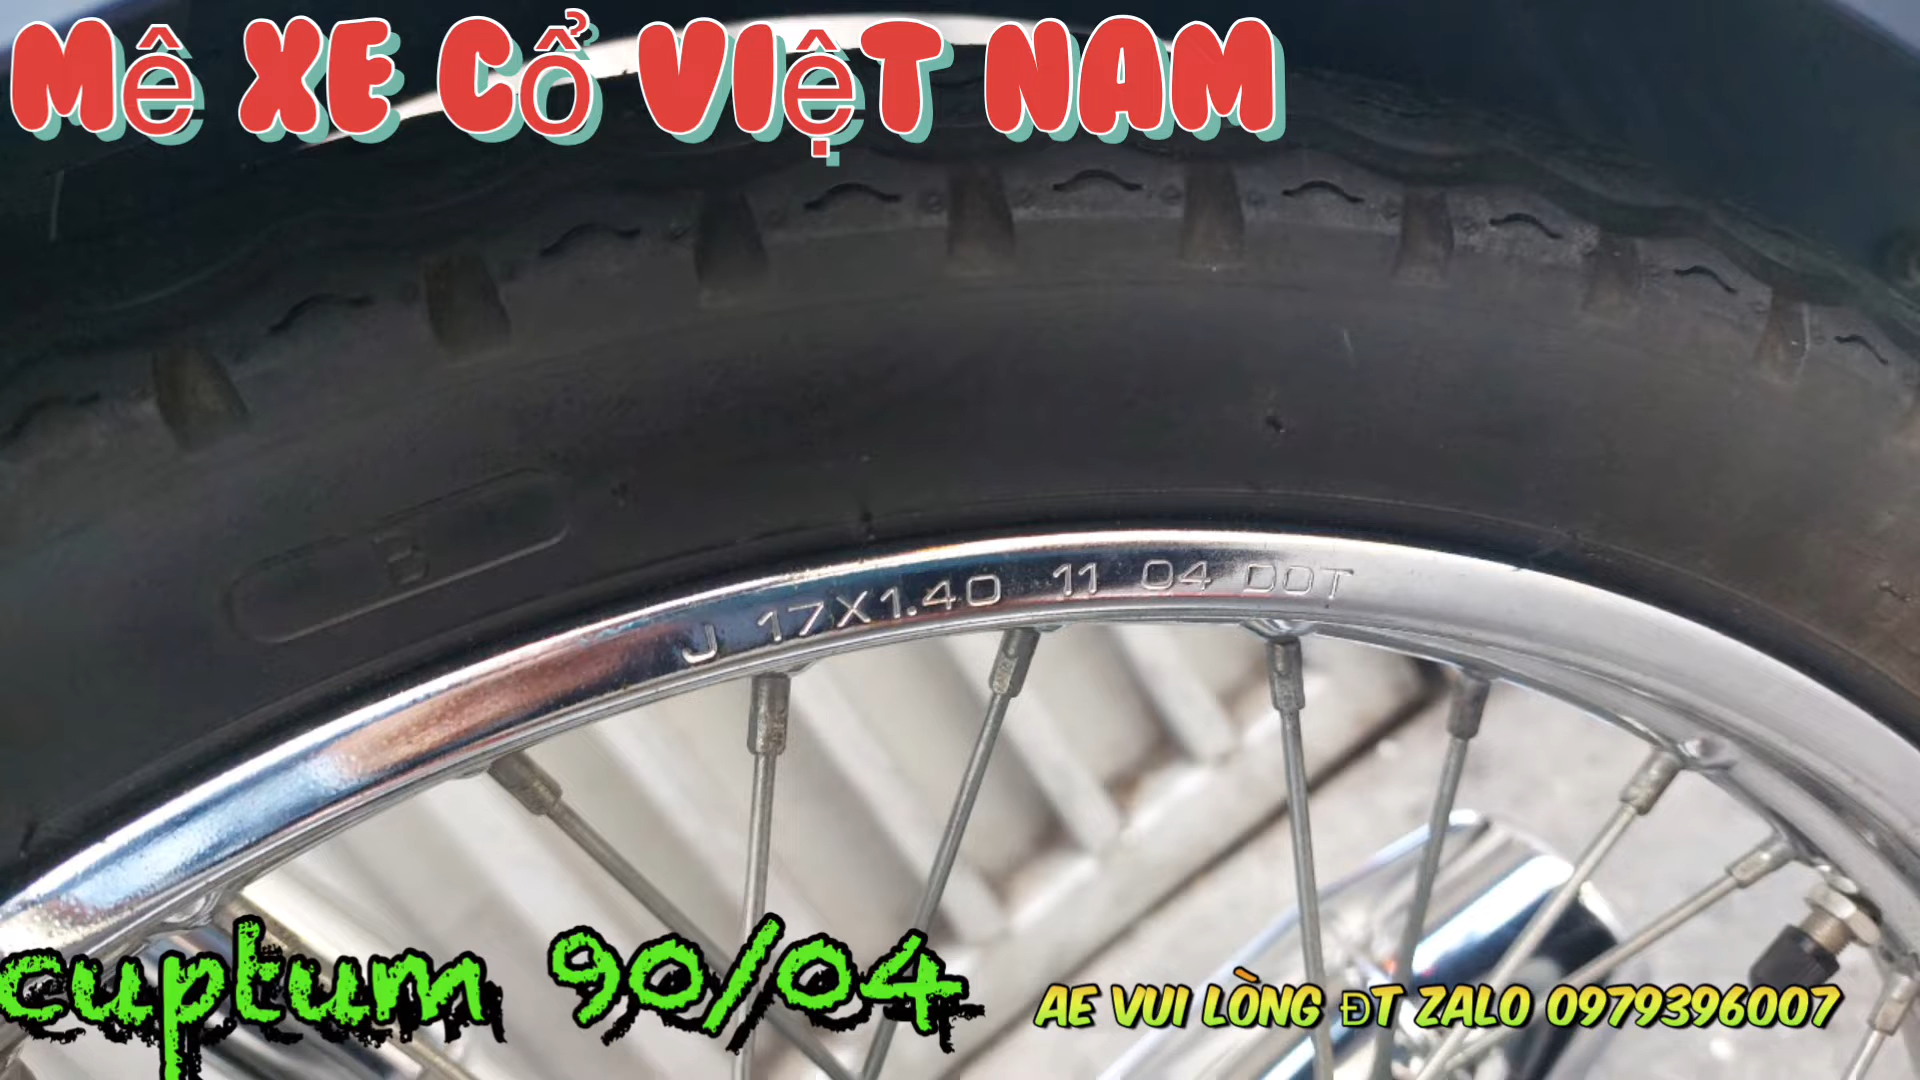 Mê XE Cổ VIệT NAM
B
J 17X1.40 11 04 DOT
cuptum 90/04
AE VUI LÒNG ĐT ZALO 0979396007